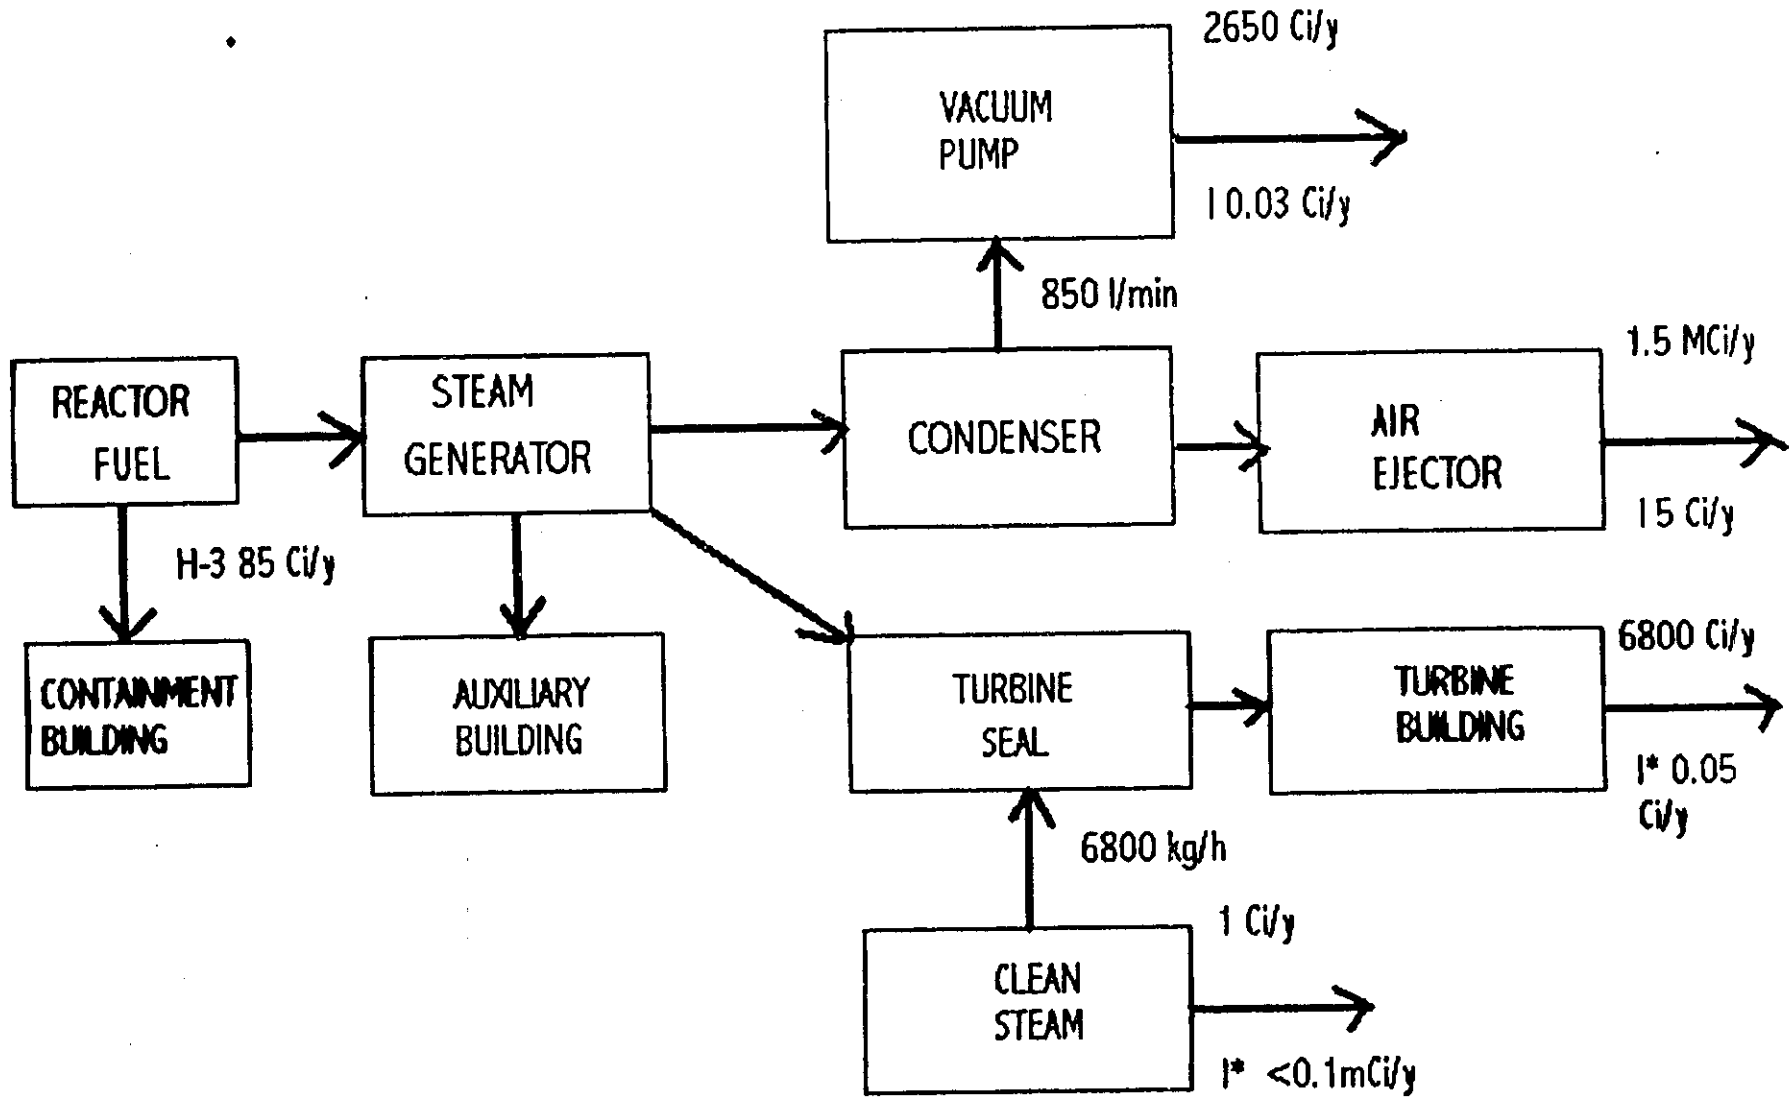 2650 Ci/y
VACUUM
PUMP
I 0.03 Ci/y
850 l/min
1.5 MCi/y
REACTOR
FUEL
STEAM
GENERATOR
CONDENSER
AIR
EJECTOR
I 5 Ci/y
H-3 85 Ci/y
6800 Ci/y
CONTAINMENT
BUILDING
AUXILIARY
BUILDING
TURBINE
SEAL
TURBINE
BUILDING
I* 0.05
Ci/y
6800 kg/h
1 Ci/y
CLEAN
STEAM
I* <0.1mCi/y